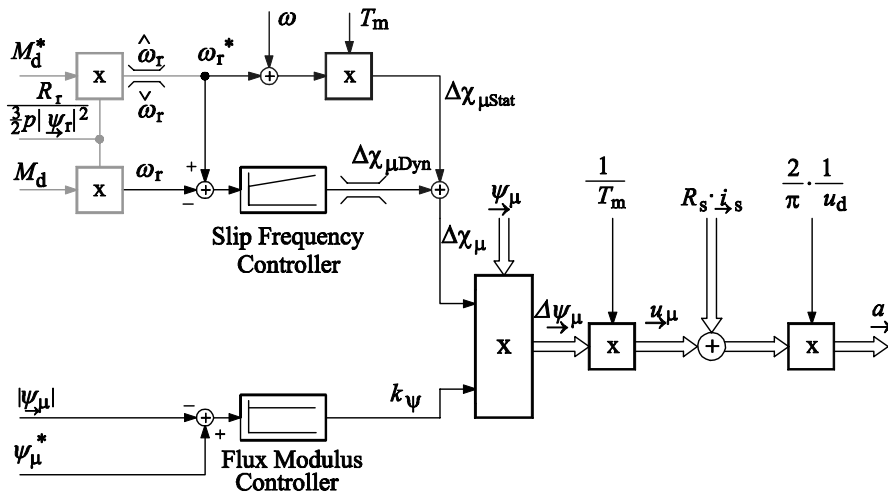 ω T_m
M_d* x ω̂_r ω_r* + x
ω̌_r Δχ_μStat
R_r / (3/2 p|ψ_r|²)
M_d x ω_r + − Δχ_μDyn +
Slip Frequency
Controller
Δχ_μ
ψ_μ 1/T_m R_s · i_s 2/π · 1/u_d
x Δψ_μ x u_μ + x a
|ψ_μ| − + k_ψ
ψ_μ* +
Flux Modulus
Controller